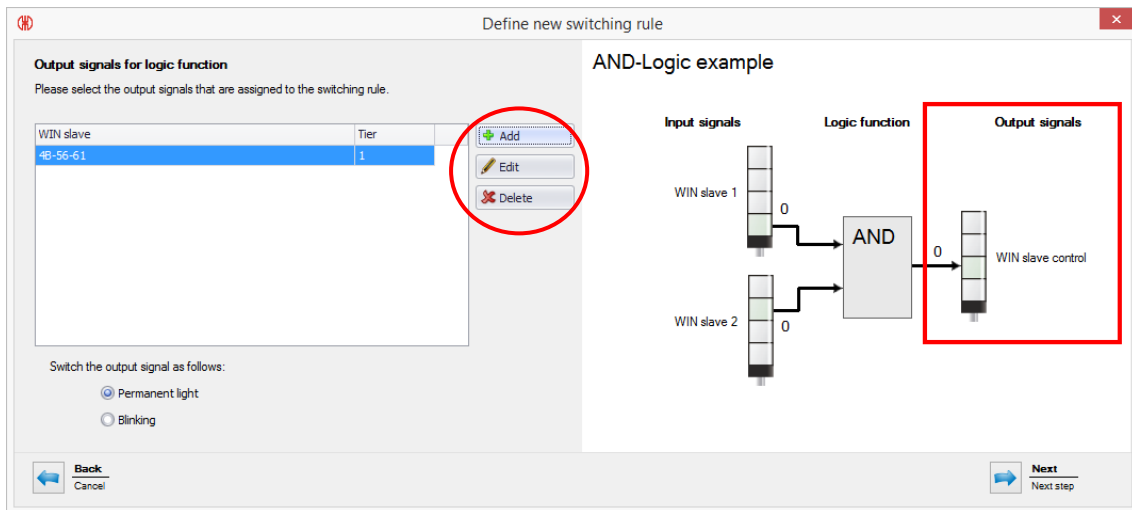 Define new switching rule
Output signals for logic function
Please select the output signals that are assigned to the switching rule.
WIN slave Tier
4B-56-61 1
Add
Edit
Delete
Switch the output signal as follows:
Permanent light
Blinking
Back
Cancel
AND-Logic example
Input signals Logic function Output signals
WIN slave 1
0
AND
0
WIN slave control
WIN slave 2
0
Next
Next step